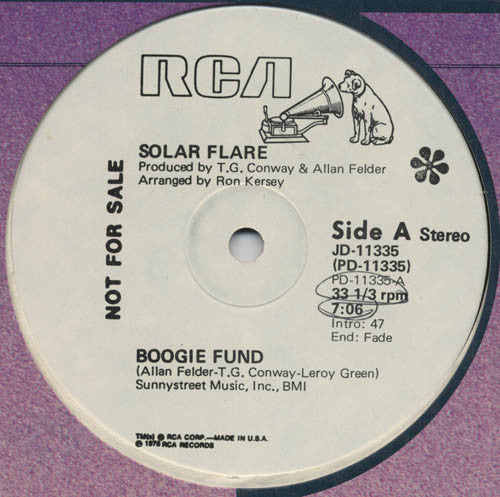 RCA
SOLAR FLARE
Produced by T.G. Conway & Allan Felder
Arranged by Ron Kersey
NOT FOR SALE
Side A Stereo
JD-11335
(PD-11335)
PD-11335-A
33 1/3 rpm
7:06
Intro: 47
End: Fade
BOOGIE FUND
(Allan Felder-T.G. Conway-Leroy Green)
Sunnystreet Music, Inc., BMI
TM(s) ® RCA CORP.—MADE IN U.S.A.
℗ 1978 RCA RECORDS